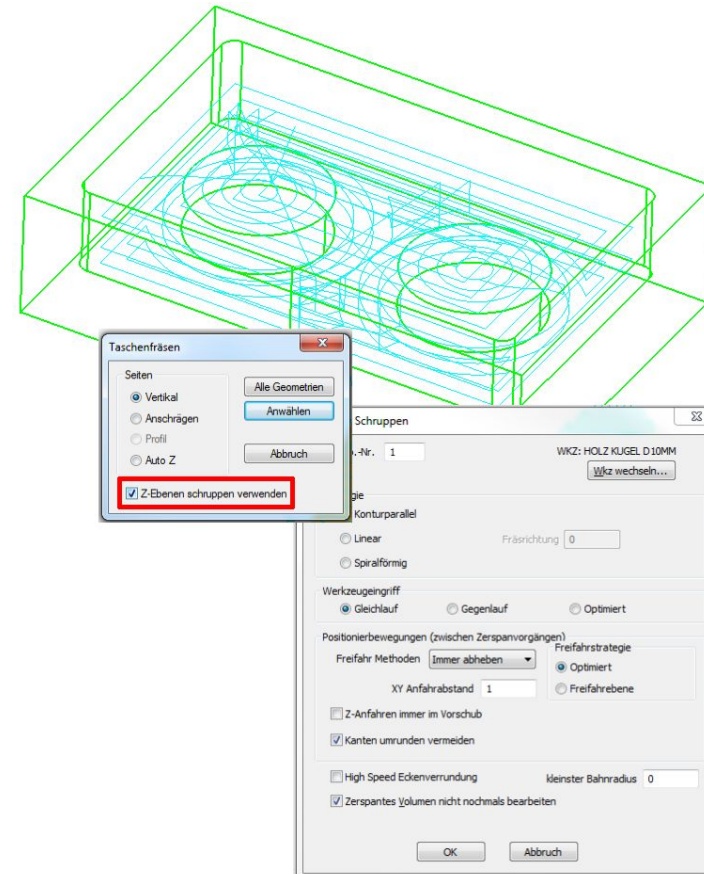 Taschenfräsen
Seiten
Vertikal
Anschrägen
Profil
Auto Z
Alle Geometrien
Anwählen
Abbruch
Z-Ebenen schruppen verwenden
Schruppen
.-Nr. 1
WKZ: HOLZ KUGEL D10MM
Wkz wechseln...
gie
Konturparallel
Linear
Fräsrichtung 0
Spiralförmig
Werkzeugeingriff
Gleichlauf Gegenlauf Optimiert
Positionierbewegungen (zwischen Zerspanvorgängen)
Freifahr Methoden Immer abheben
XY Anfahrabstand 1
Freifahrstrategie
Optimiert
Freifahrebene
Z-Anfahren immer im Vorschub
Kanten umrunden vermeiden
High Speed Eckenverrundung kleinster Bahnradius 0
Zerspantes Volumen nicht nochmals bearbeiten
OK Abbruch